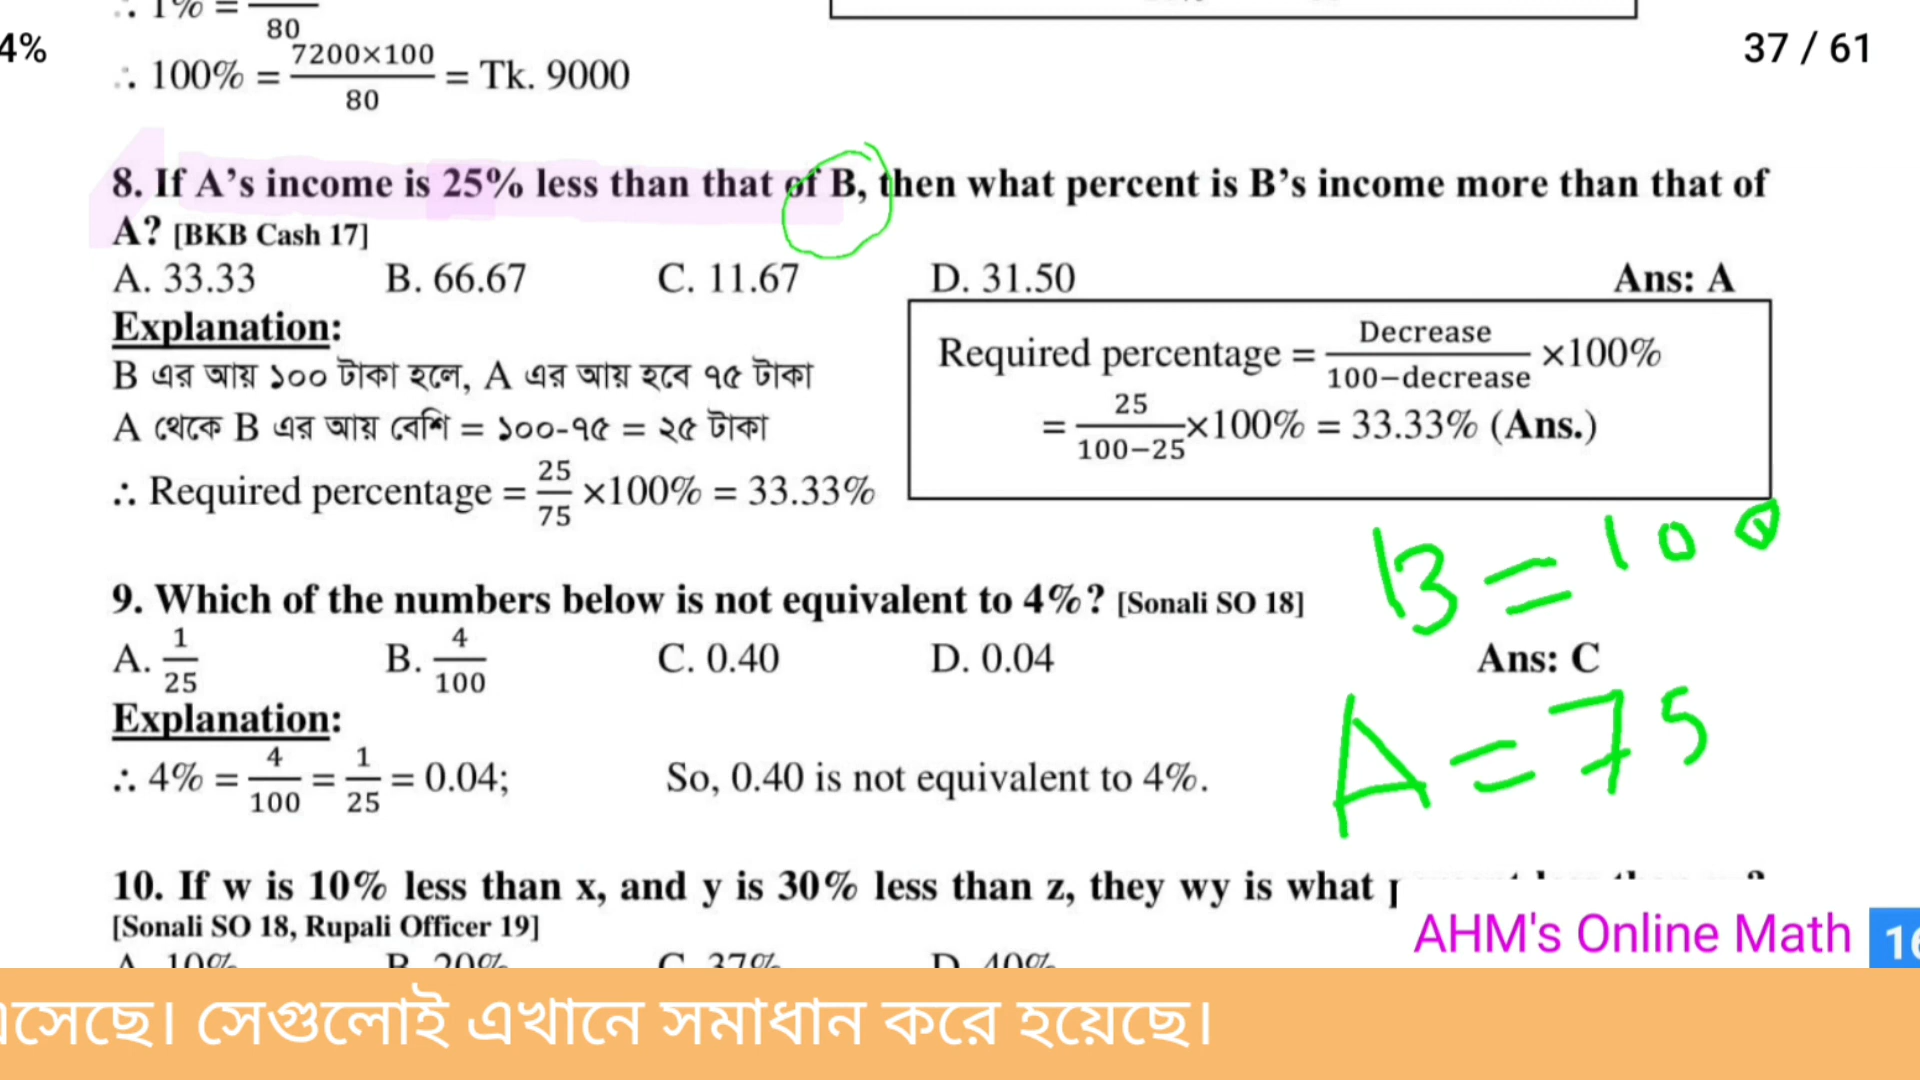 ∴ 1% =
80
4%
37 / 61
∴ 100% = 7200×100/80 = Tk. 9000
8. If A’s income is 25% less than that of B, then what percent is B’s income more than that of
A? [BKB Cash 17]
A. 33.33 B. 66.67 C. 11.67 D. 31.50 Ans: A
Explanation:
B এর আয় ১০০ টাকা হলে, A এর আয় হবে ৭৫ টাকা
A থেকে B এর আয় বেশি = ১০০-৭৫ = ২৫ টাকা
∴ Required percentage = 25/75 ×100% = 33.33%
Required percentage = Decrease/100−decrease ×100%
= 25/100−25 ×100% = 33.33% (Ans.)
B = 100
9. Which of the numbers below is not equivalent to 4%? [Sonali SO 18]
A. 1/25 B. 4/100 C. 0.40 D. 0.04 Ans: C
A = 75
Explanation:
∴ 4% = 4/100 = 1/25 = 0.04; So, 0.40 is not equivalent to 4%.
10. If w is 10% less than x, and y is 30% less than z, they wy is what
[Sonali SO 18, Rupali Officer 19]
A. 10% B. 20% C. 37% D. 40%
AHM's Online Math
16
সেগুলোই এখানে সমাধান করে হয়েছে।